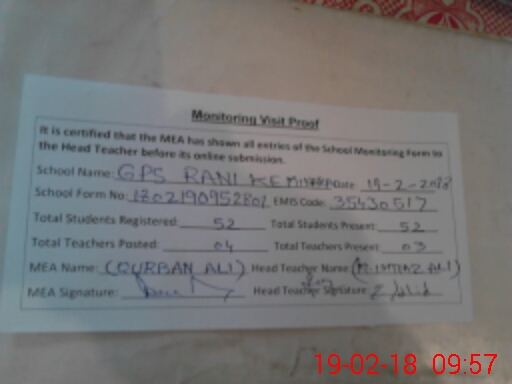 Monitoring Visit Proof
It is certified that the MEA has shown all entries of the School Monitoring Form to
the Head Teacher before its online submission.
School Name: GPS RANI KE Date 19-2-2018
School Form No: EMIS Code: 35430517
Total Students Registered: 52 Total Students Present 52
Total Teachers Posted: 04 Total Teachers Present 03
MEA Name: (QURBAN ALI) Head Teacher Name ALI)
MEA Signature: Head Teacher Signature:
19-02-18 09:57